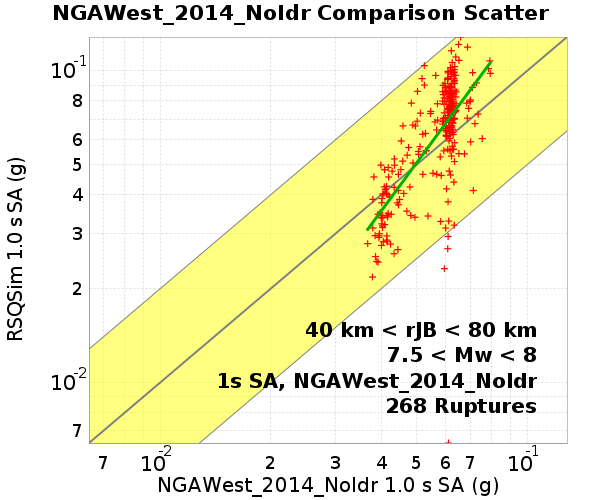 NGAWest_2014_NoIdr Comparison Scatter
RSQSim 1.0 s SA (g)
10⁻¹
8
6
5
4
3
2
10⁻²
7
40 km < rJB < 80 km
7.5 < Mw < 8
1s SA, NGAWest_2014_NoIdr
268 Ruptures
7 10⁻² 2 3 4 5 6 7 10⁻¹
NGAWest_2014_NoIdr 1.0 s SA (g)